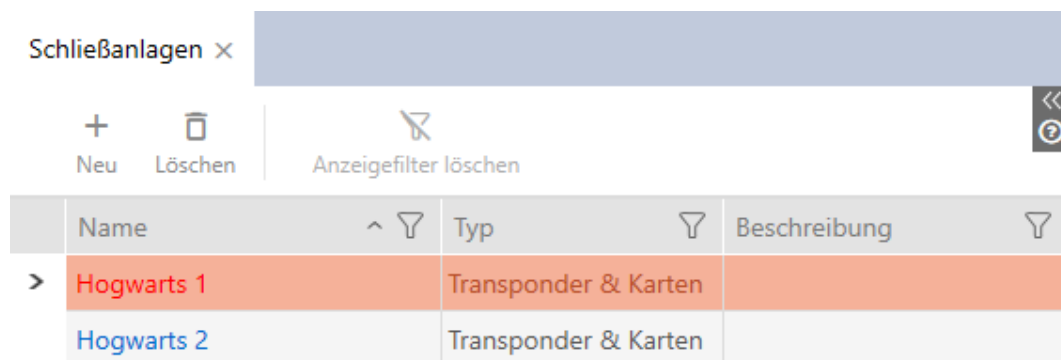 Schließanlagen ×
Neu Löschen Anzeigefilter löschen
Name Typ Beschreibung
Hogwarts 1 Transponder & Karten
Hogwarts 2 Transponder & Karten